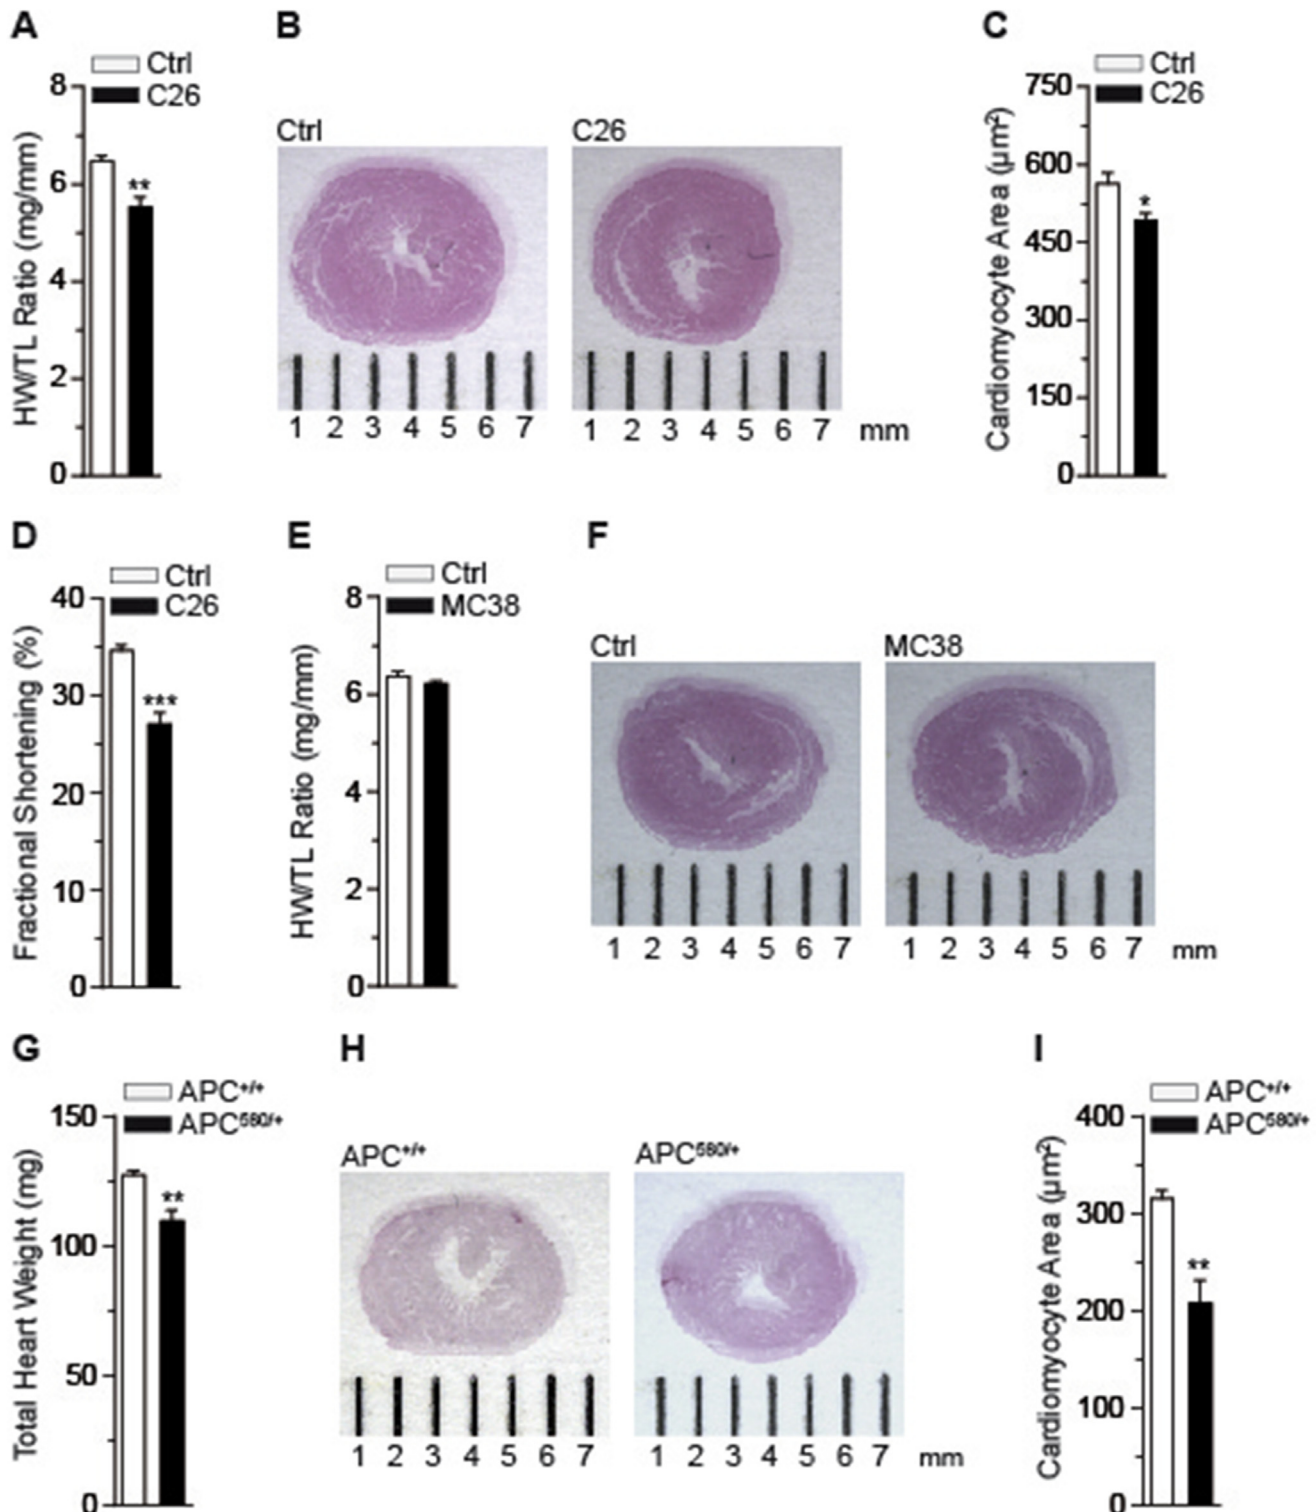 A
Ctrl
C26
HW/TL Ratio (mg/mm)
8
6
4
2
0
**
B
Ctrl
C26
1 2 3 4 5 6 7
1 2 3 4 5 6 7 mm
C
Ctrl
C26
Cardiomyocyte Area (µm²)
750
600
450
300
150
0
*
D
Ctrl
C26
Fractional Shortening (%)
40
30
20
10
0
***
E
Ctrl
MC38
HW/TL Ratio (mg/mm)
8
6
4
2
0
F
Ctrl
MC38
1 2 3 4 5 6 7
1 2 3 4 5 6 7 mm
G
APC+/+
APC580/+
Total Heart Weight (mg)
150
100
50
0
**
H
APC+/+
APC580/+
1 2 3 4 5 6 7
1 2 3 4 5 6 7 mm
I
APC+/+
APC580/+
Cardiomyocyte Area (µm²)
400
300
200
100
0
**